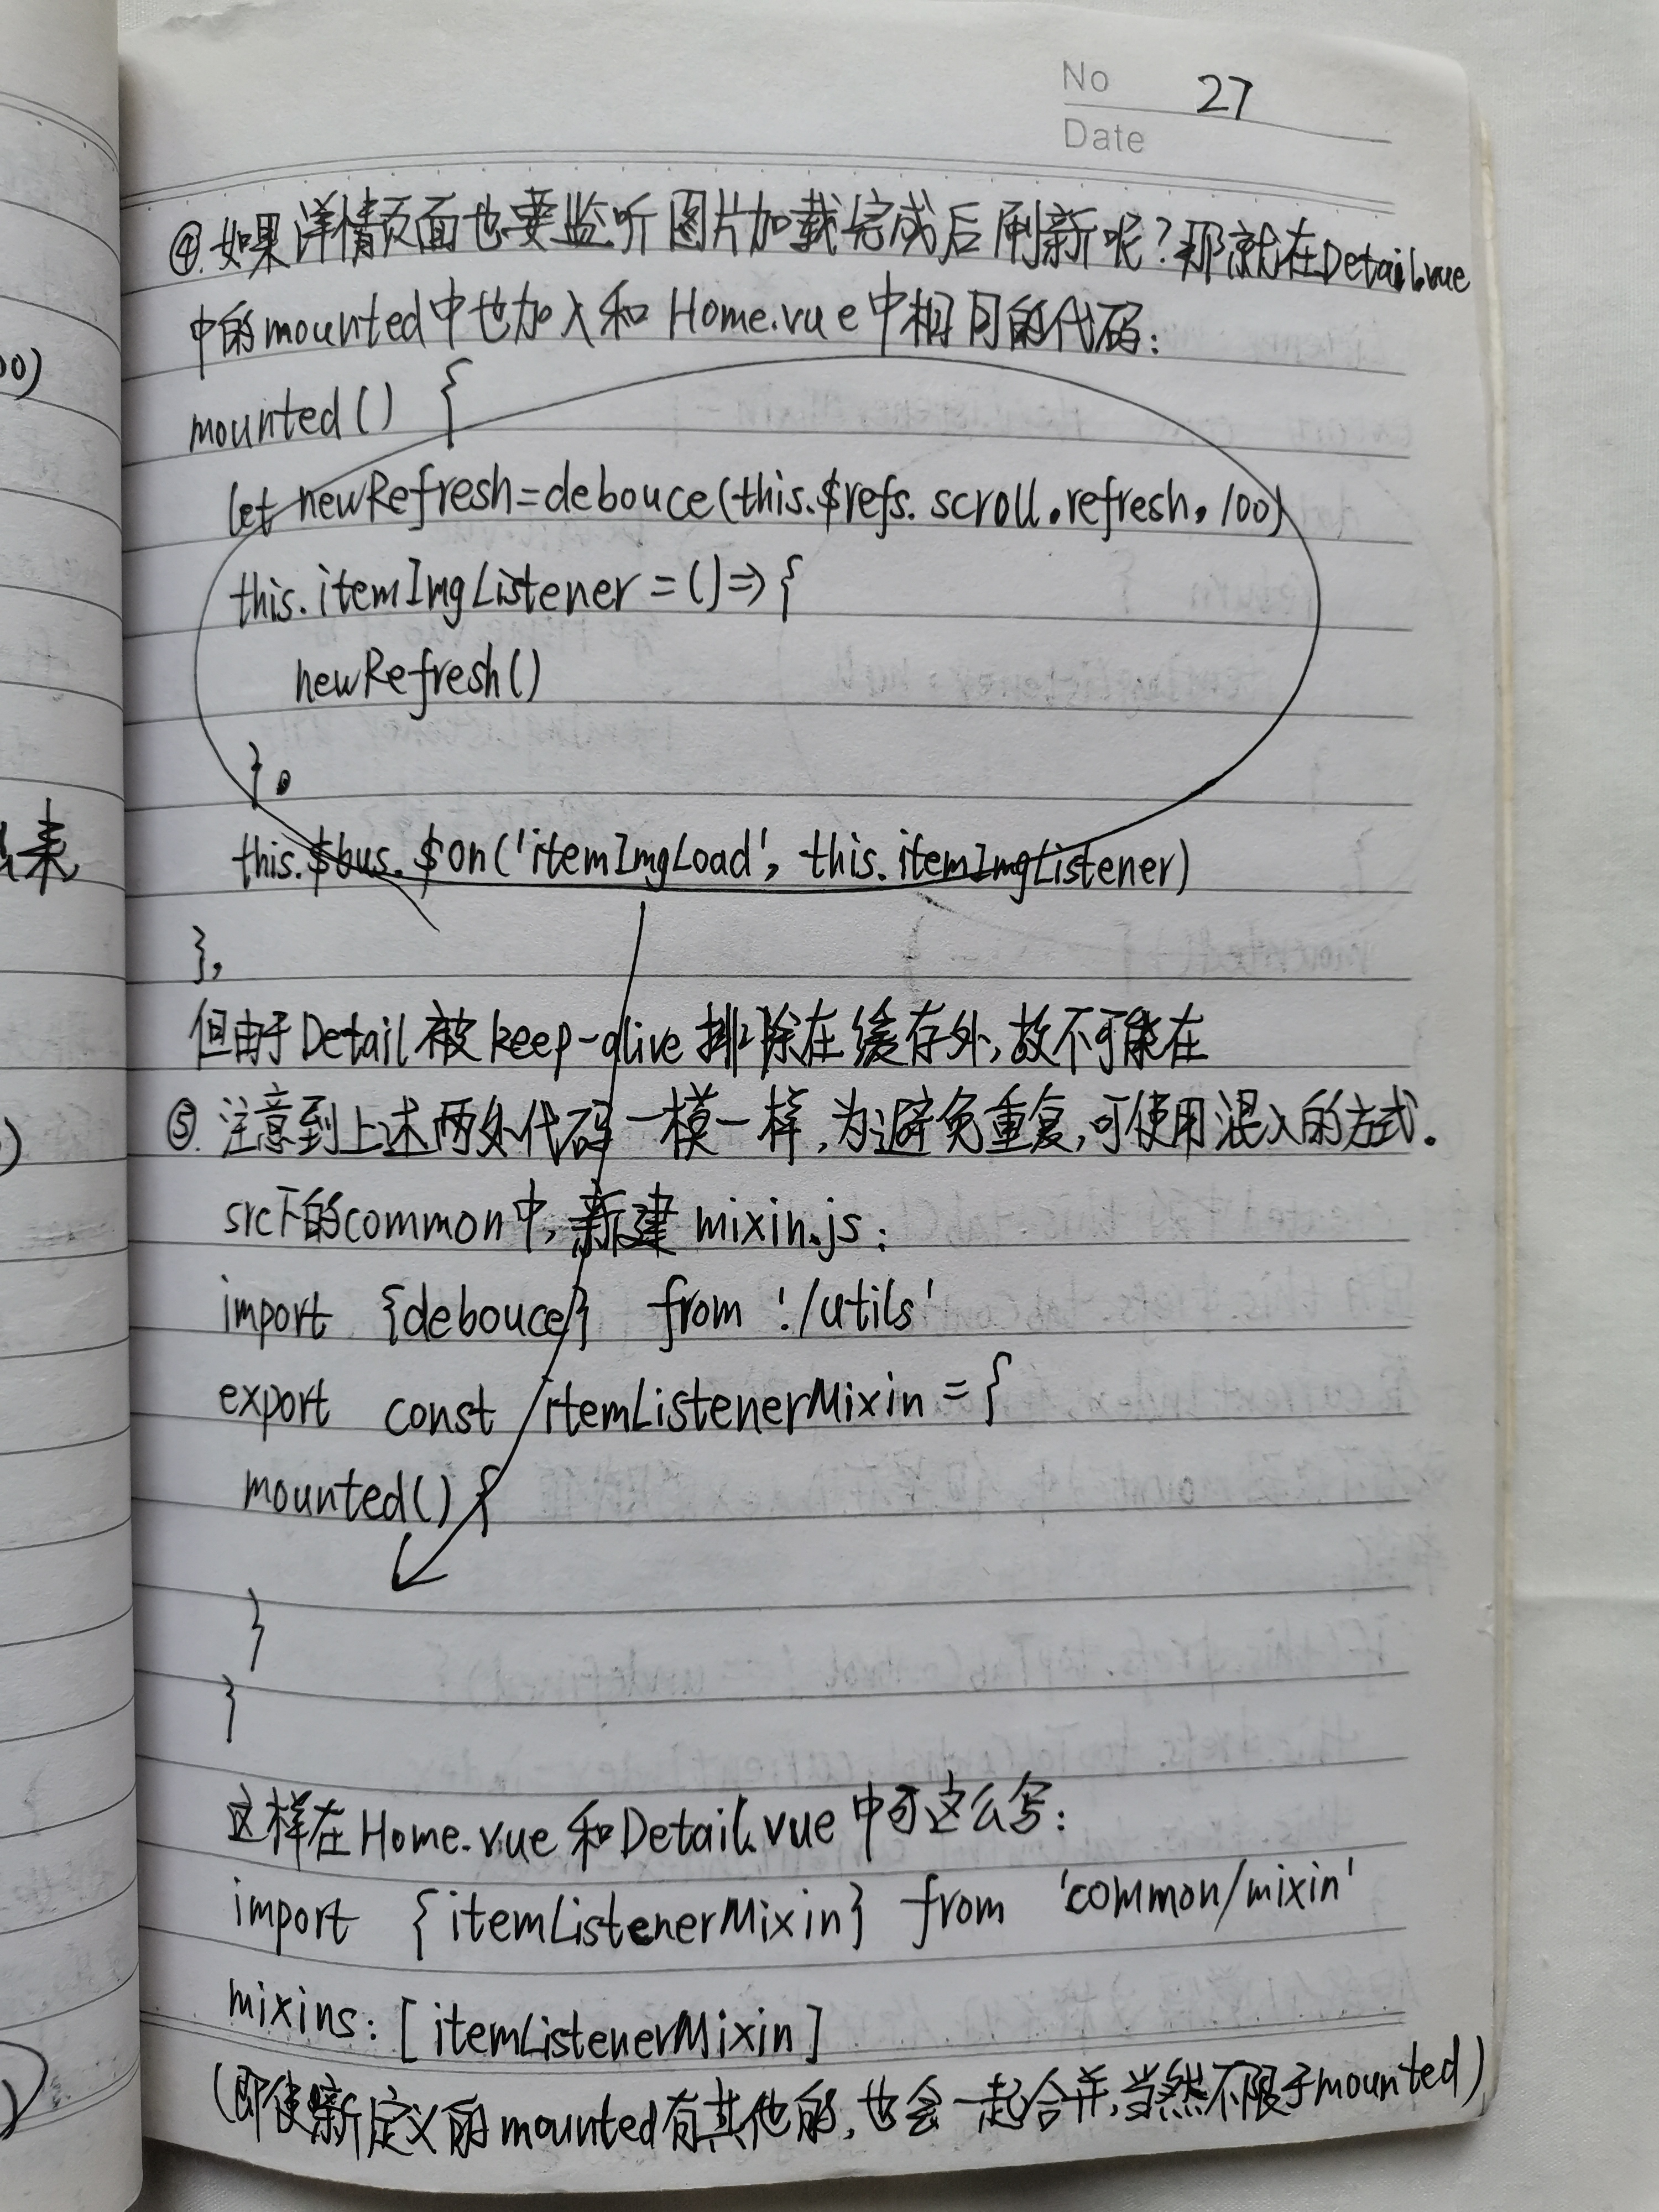 No 27
Date
④.如果详情页面也要监听图片加载完成后刷新呢?那就在Detail.vue
中的mounted中也加入和Home.vue中相同的代码:
mounted() {
let newRefresh=debouce(this.$refs.scroll.refresh,100)
this.itemImgListener=()=>{
newRefresh()
},
this.$bus.$on('itemImgLoad', this.itemImgListener)
},
但由于Detail被keep-alive排除在缓存外,故不可能在
⑤.注意到上述两处代码一模一样,为避免重复,可使用混入的方式.
src下的common中,新建mixin.js:
import {debouce} from './utils'
export const itemListenerMixin={
mounted(){
}
}
这样在Home.vue和Detail.vue中可这么写:
import {itemListenerMixin} from 'common/mixin'
mixins:[itemListenerMixin]
(即使新定义的mounted有其他的,也会一起合并,当然不限于mounted)
00)
来
)